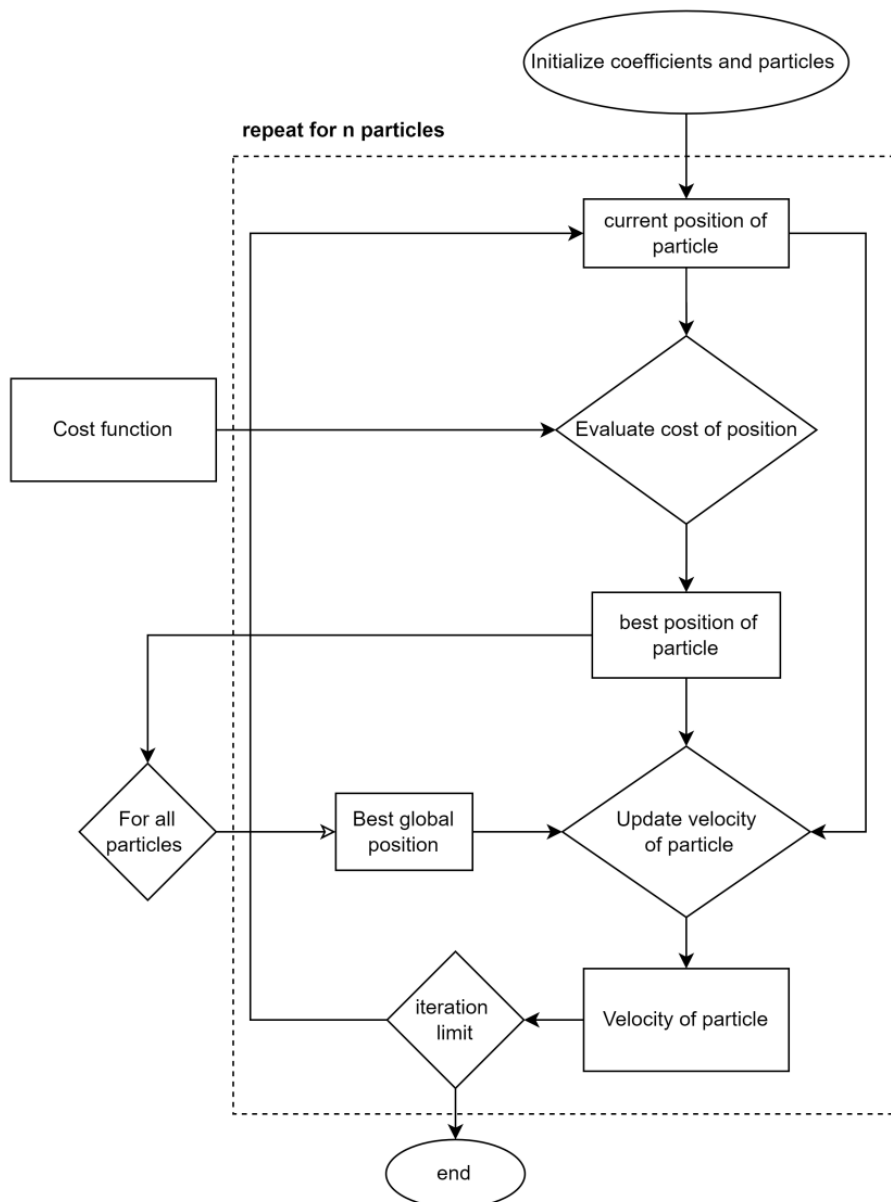 Initialize coefficients and particles
repeat for n particles
current position of
particle
Cost function
Evaluate cost of position
best position of
particle
For all
particles
Best global
position
Update velocity
of particle
iteration
limit
Velocity of particle
end